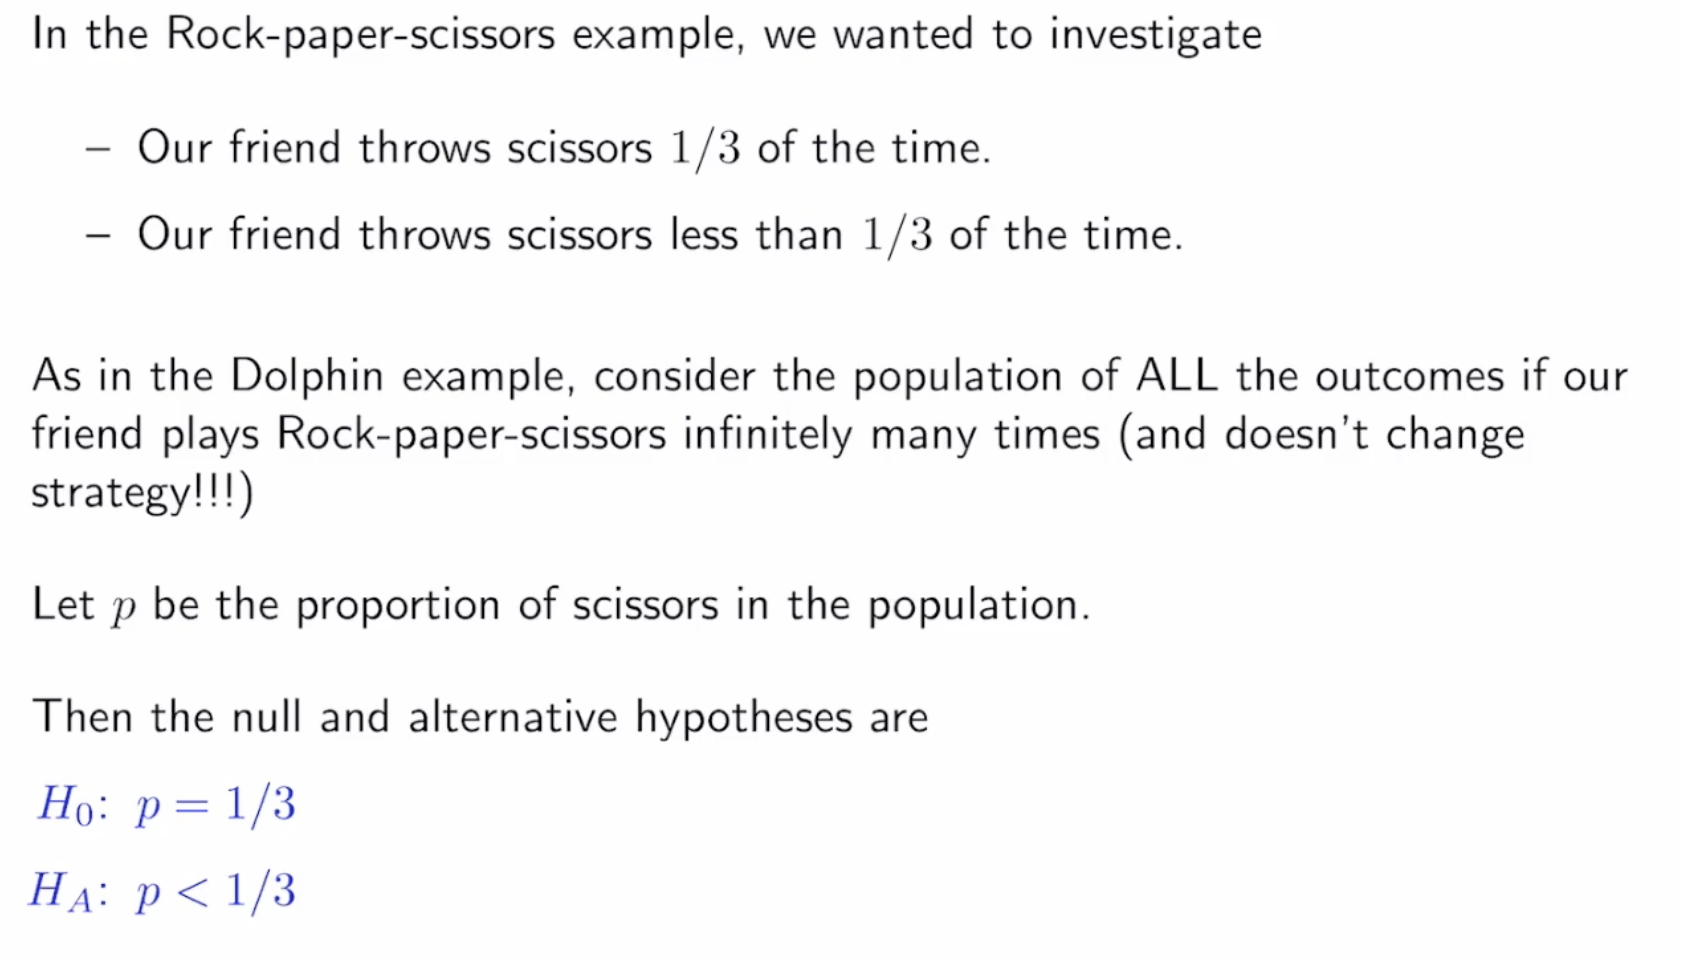 In the Rock-paper-scissors example, we wanted to investigate
– Our friend throws scissors 1/3 of the time.
– Our friend throws scissors less than 1/3 of the time.
As in the Dolphin example, consider the population of ALL the outcomes if our
friend plays Rock-paper-scissors infinitely many times (and doesn't change
strategy!!!)
Let p be the proportion of scissors in the population.
Then the null and alternative hypotheses are
H₀: p = 1/3
H_A: p < 1/3